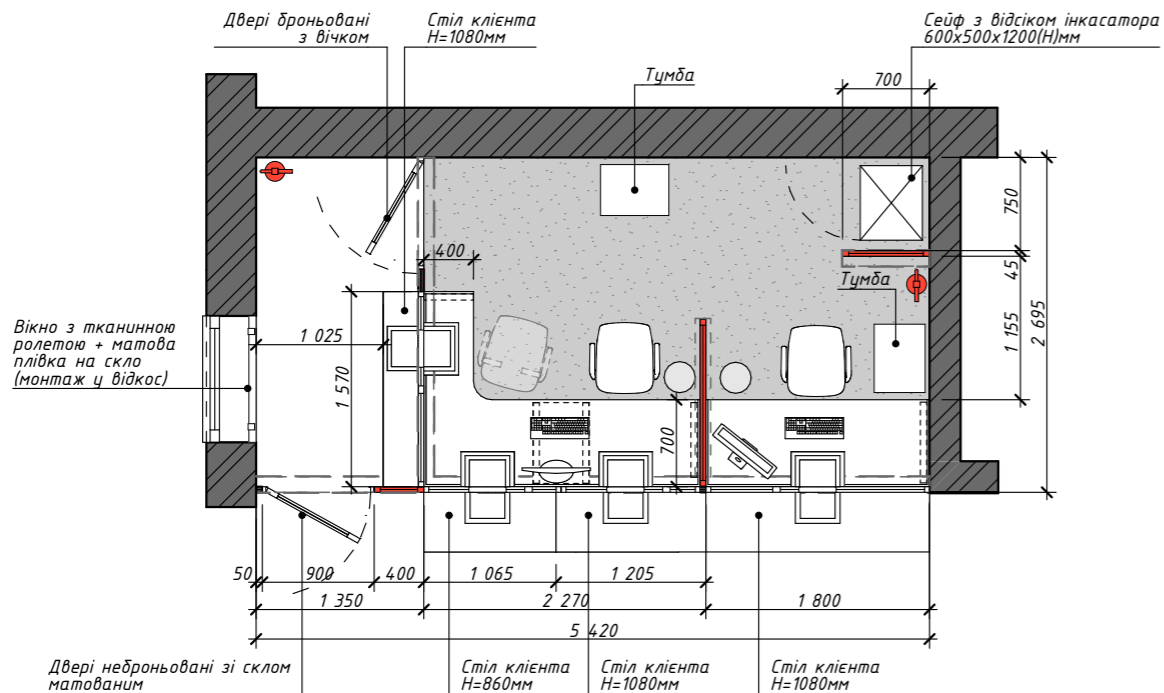 Двері броньовані
з вічком
Стіл клієнта
H=1080мм
Сейф з відсіком інкасатора
600х500х1200(Н)мм
Тумба
700
400
750
45
Тумба
1 155
2 695
Вікно з тканинною
ролетою + матова
плівка на скло
(монтаж у відкос)
1 025
1 570
700
50
900
400
1 065
1 205
1 350
2 270
1 800
5 420
Двері неброньовані зі склом
матованим
Стіл клієнта
H=860мм
Стіл клієнта
H=1080мм
Стіл клієнта
H=1080мм